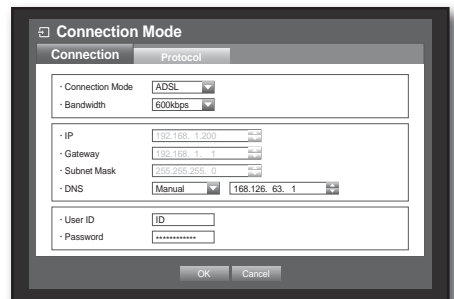 Connection Mode
Connection Protocol
· Connection Mode ADSL
· Bandwidth 600kbps
· IP 192.168. 1.200
· Gateway 192.168. 1. 1
· Subnet Mask 255.255.255. 0
· DNS Manual 168.126. 63. 1
· User ID ID
· Password ************
OK Cancel